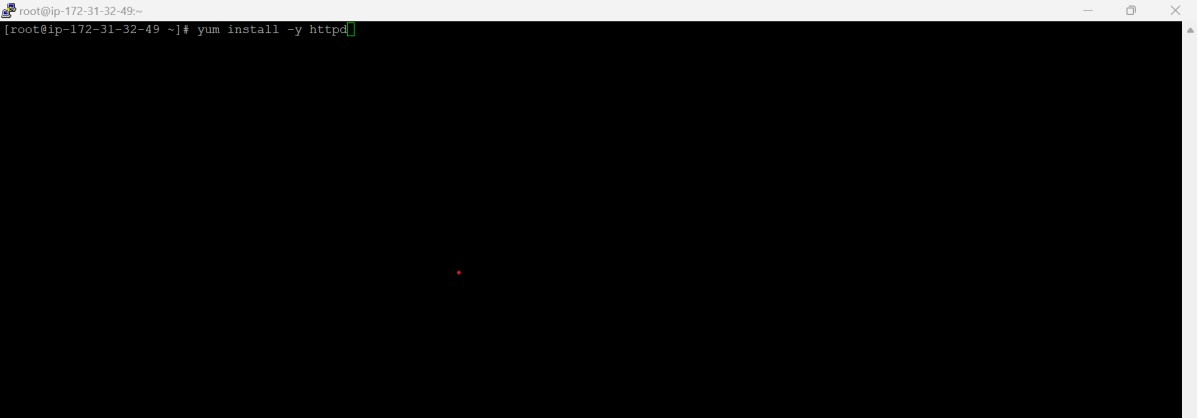 root@ip-172-31-32-49:~
[root@ip-172-31-32-49 ~]# yum install -y httpd